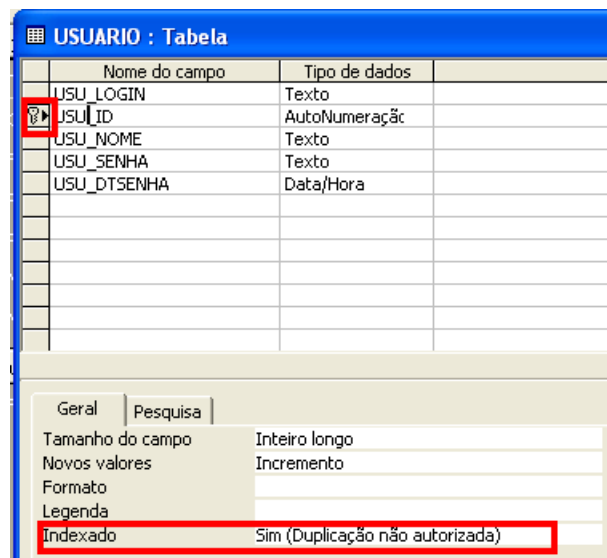 USUARIO : Tabela
Nome do campo Tipo de dados
USU_LOGIN Texto
USU_ID AutoNumeraçãc
USU_NOME Texto
USU_SENHA Texto
USU_DTSENHA Data/Hora
Geral Pesquisa
Tamanho do campo Inteiro longo
Novos valores Incremento
Formato
Legenda
Indexado Sim (Duplicação não autorizada)